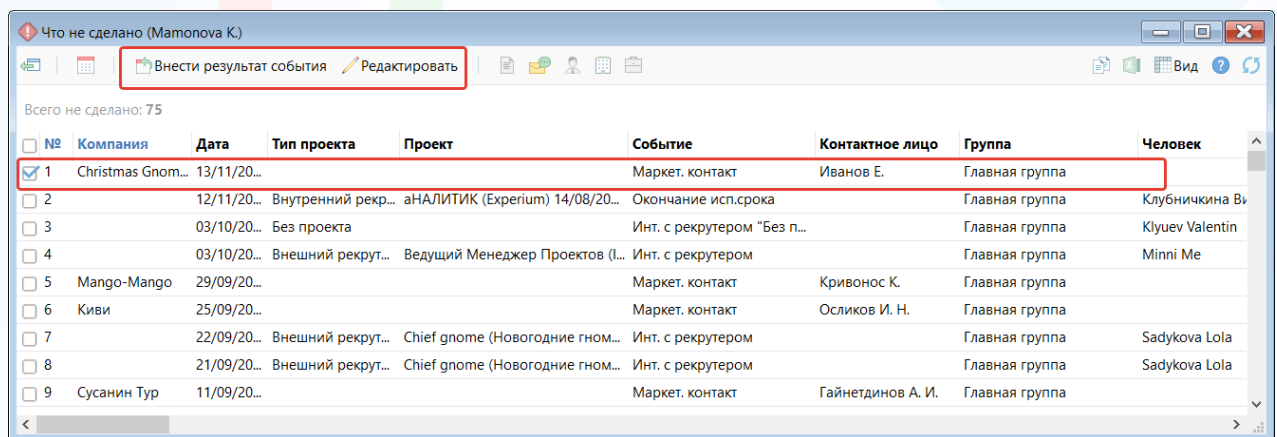 Что не сделано (Mamonova K.)
Внести результат события Редактировать Вид
Всего не сделано: 75
№ Компания Дата Тип проекта Проект Событие Контактное лицо Группа Человек
1 Christmas Gnom... 13/11/20... Маркет. контакт Иванов Е. Главная группа
2 12/11/20... Внутренний рекр... аНАЛИТИК (Experium) 14/08/20... Окончание исп.срока Главная группа Клубничкина Ви
3 03/10/20... Без проекта Инт. с рекрутером "Без п... Главная группа Klyuev Valentin
4 03/10/20... Внешний рекрут... Ведущий Менеджер Проектов (I... Инт. с рекрутером Главная группа Minni Me
5 Mango-Mango 29/09/20... Маркет. контакт Кривонос К. Главная группа
6 Киви 25/09/20... Маркет. контакт Осликов И. Н. Главная группа
7 22/09/20... Внешний рекрут... Chief gnome (Новогодние гном... Инт. с рекрутером Главная группа Sadykova Lola
8 21/09/20... Внешний рекрут... Chief gnome (Новогодние гном... Инт. с рекрутером Главная группа Sadykova Lola
9 Сусанин Тур 11/09/20... Маркет. контакт Гайнетдинов А. И. Главная группа